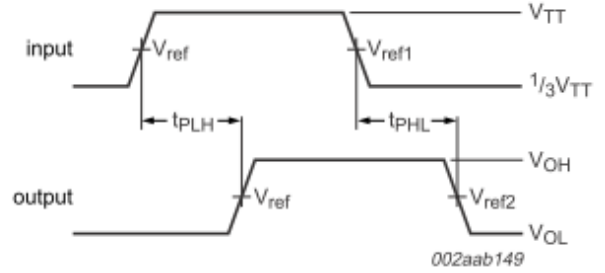 VTT
input Vref Vref1
1/3VTT
tPLH tPHL
VOH
output Vref Vref2
VOL
002aab149